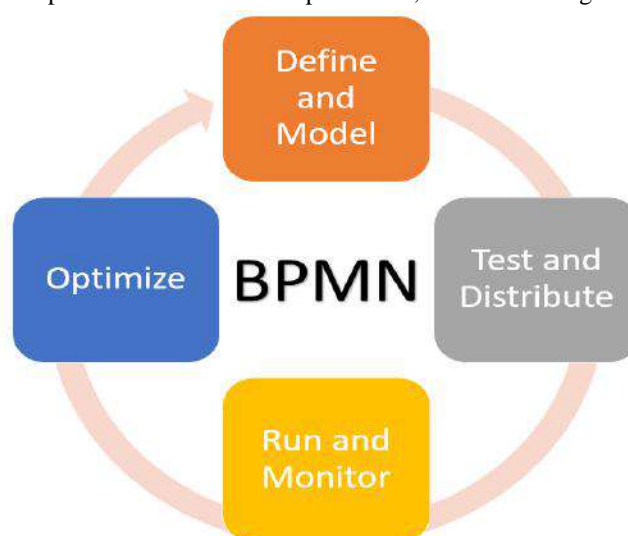 Define
and
Model
Optimize
BPMN
Test and
Distribute
Run and
Monitor